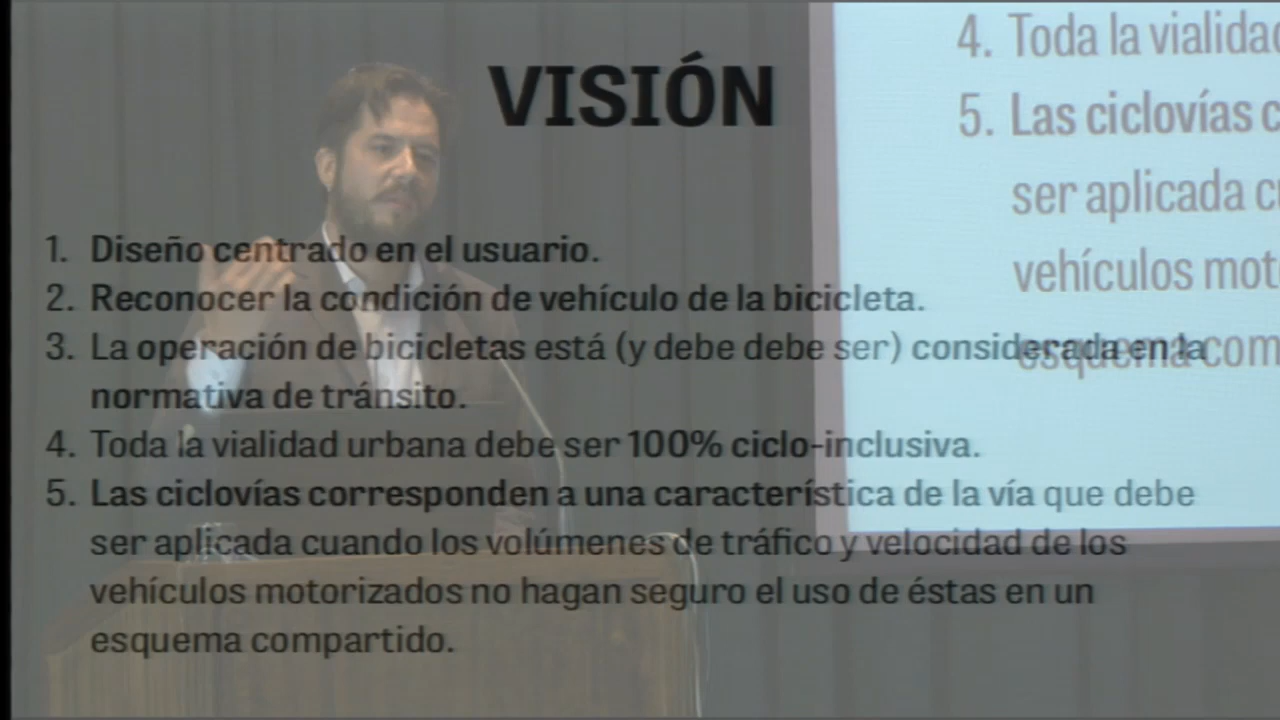 VISIÓN
1. Diseño centrado en el usuario.
2. Reconocer la condición de vehículo de la bicicleta.
3. La operación de bicicletas está (y debe debe ser) considerada en la
normativa de tránsito.
4. Toda la vialidad urbana debe ser 100% ciclo-inclusiva.
5. Las ciclovías corresponden a una característica de la vía que debe
ser aplicada cuando los volúmenes de tráfico y velocidad de los
vehículos motorizados no hagan seguro el uso de éstas en un
esquema compartido.
4. Toda la vialidad
5. Las ciclovías c
ser aplicada cu
vehículos mot
esquema com